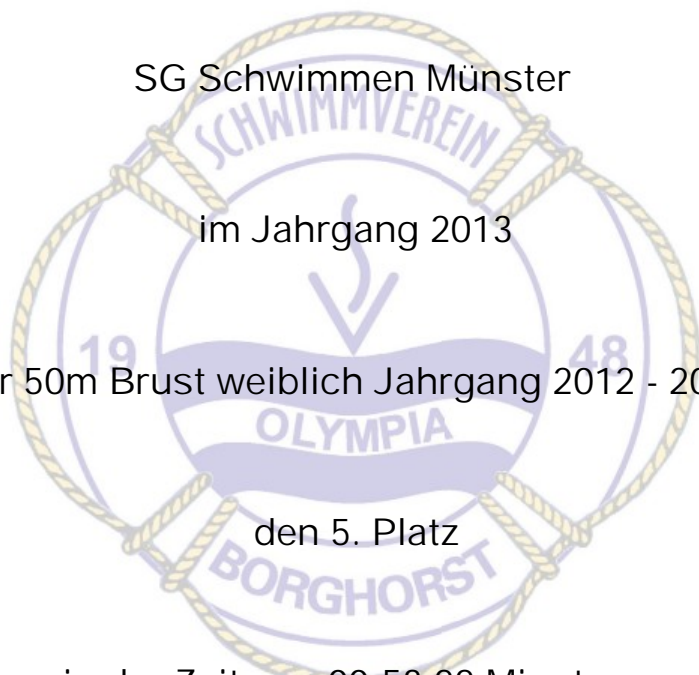 SG Schwimmen Münster
SCHWIMMVEREIN
im Jahrgang 2013
19 48
50m Brust weiblich Jahrgang 2012 -
OLYMPIA
den 5. Platz
BORGHORST